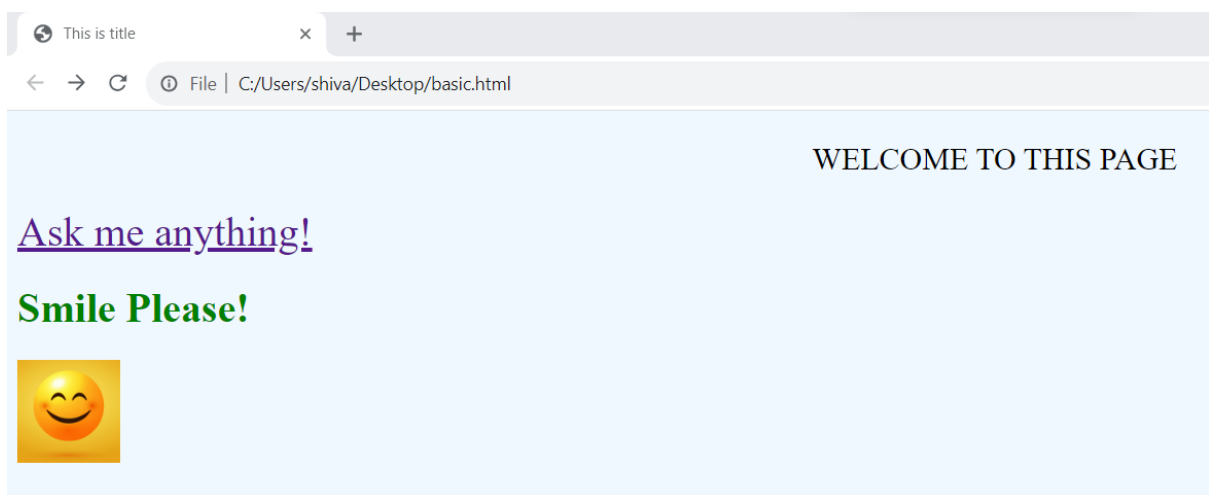 This is title
File C:/Users/shiva/Desktop/basic.html
WELCOME TO THIS PAGE
Ask me anything!
Smile Please!